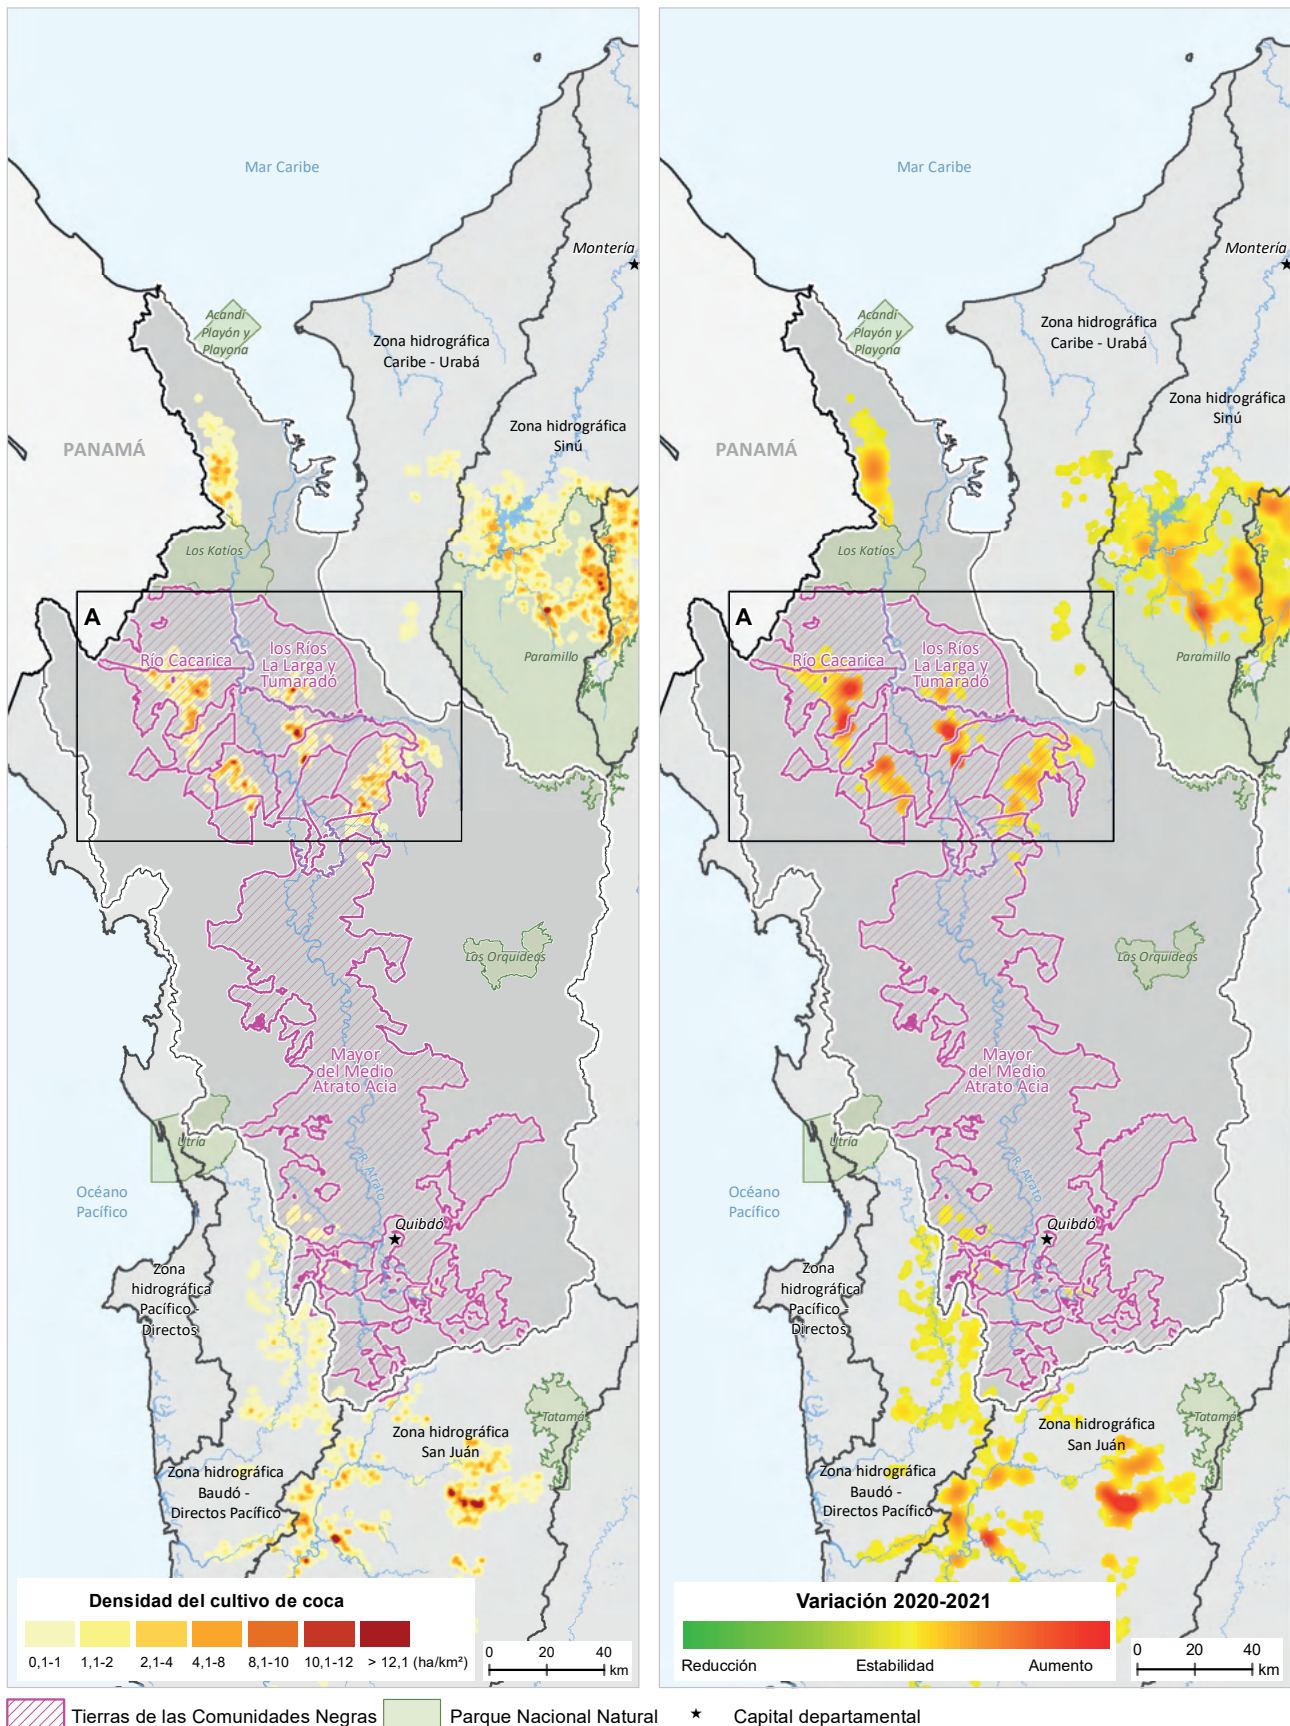 Mar Caribe
Montería
Acandí
Playón y
Playona
Zona hidrográfica
Caribe - Urabá
Zona hidrográfica
Sinú
PANAMÁ
Los Katíos
A
Río Cacarica
los Ríos
La Larga y
Tumaradó
Paramillo
Las Orquídeas
Mayor
del Medio
Atrato Acia
Utría
R. Atrato
Océano
Pacífico
Quibdó
Zona
hidrográfica
Pacífico -
Directos
Tatamá
Zona hidrográfica
San Juán
Zona hidrográfica
Baudó -
Directos Pacífico
Densidad del cultivo de coca
0,1-1 1,1-2 2,1-4 4,1-8 8,1-10 10,1-12 > 12,1 (ha/km²)
0 20 40
km
Mar Caribe
Montería
Acandí
Playón y
Playona
Zona hidrográfica
Caribe - Urabá
Zona hidrográfica
Sinú
PANAMÁ
Los Katíos
A
Río Cacarica
los Ríos
La Larga y
Tumaradó
Paramillo
Las Orquídeas
Mayor
del Medio
Atrato Acia
Utría
R. Atrato
Océano
Pacífico
Quibdó
Zona
hidrográfica
Pacífico -
Directos
Tatamá
Zona hidrográfica
San Juán
Zona hidrográfica
Baudó -
Directos Pacífico
Variación 2020-2021
Reducción Estabilidad Aumento
0 20 40
km
Tierras de las Comunidades Negras Parque Nacional Natural Capital departamental